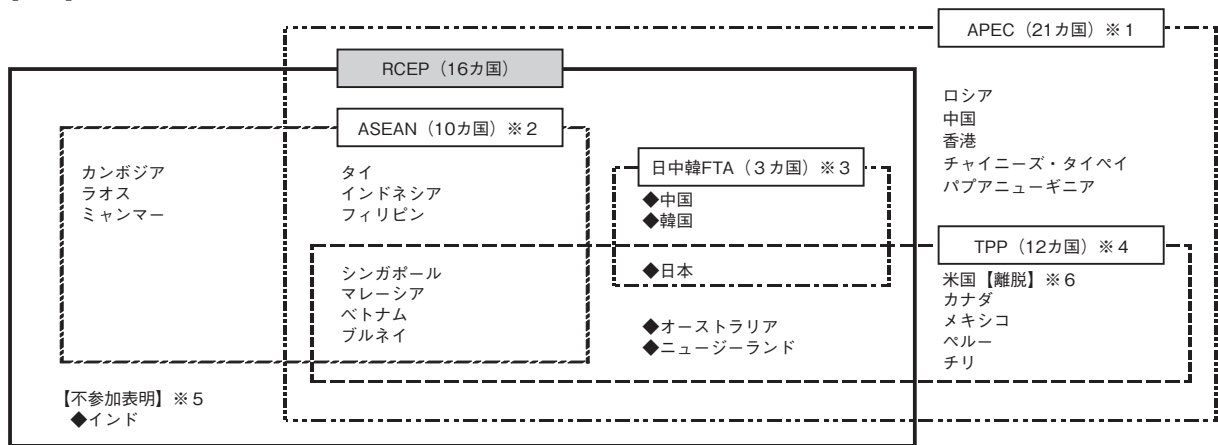 APEC（21カ国）※1
RCEP（16カ国）
ASEAN（10カ国）※2
カンボジア
ラオス
ミャンマー
タイ
インドネシア
フィリピン
シンガポール
マレーシア
ベトナム
ブルネイ
日中韓FTA（3カ国）※3
◆中国
◆韓国
◆日本
◆オーストラリア
◆ニュージーランド
ロシア
中国
香港
チャイニーズ・タイペイ
パプアニューギニア
TPP（12カ国）※4
米国【離脱】※6
カナダ
メキシコ
ペルー
チリ
【不参加表明】※5
◆インド